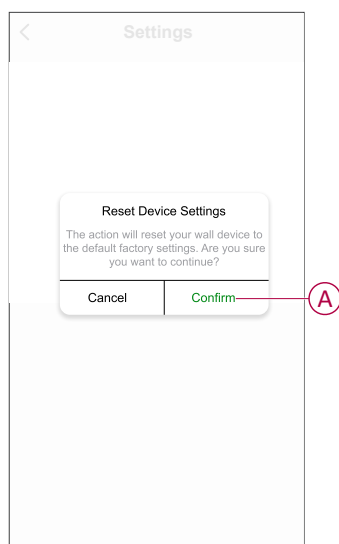 Settings
Reset Device Settings
The action will reset your wall device to
the default factory settings. Are you sure
you want to continue?
Cancel
Confirm
A